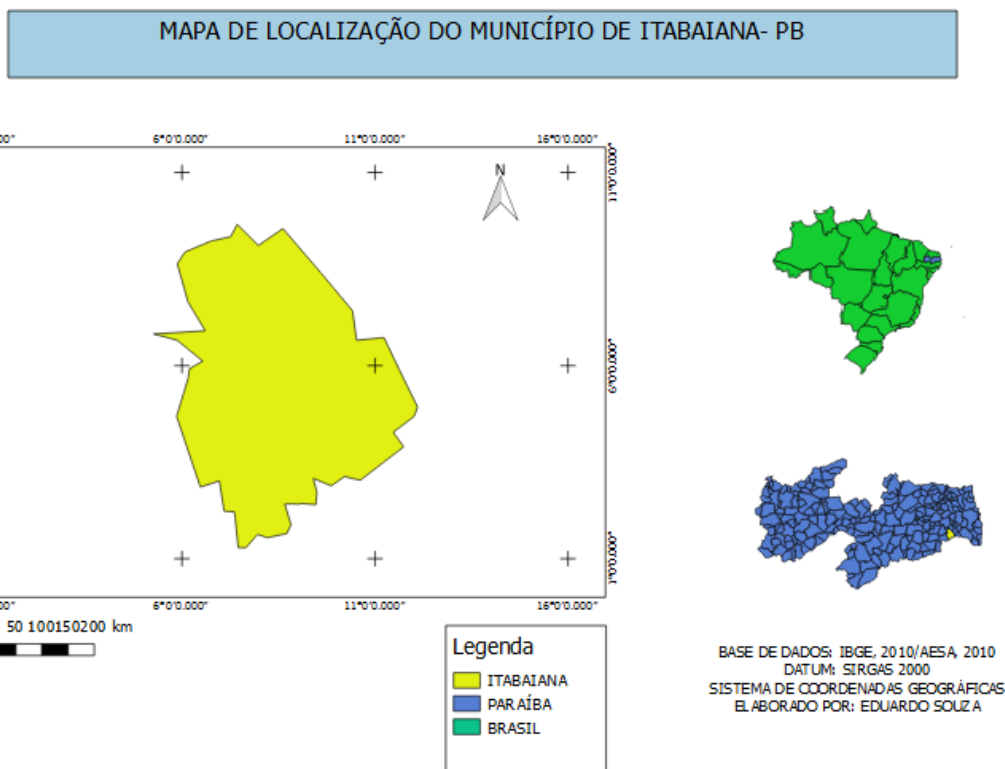 MAPA DE LOCALIZAÇÃO DO MUNICÍPIO DE ITABAIANA- PB
00" 6°0'0.000" 11°0'0.000" 16°0'0.000"
N
11°0'0.000"
6°0'0.000"
1°0'0.000"
00" 6°0'0.000" 11°0'0.000" 16°0'0.000"
50 100150200 km
Legenda
ITABAIANA
PARAÍBA
BRASIL
BASE DE DADOS: IBGE, 2010/AESA, 2010
DATUM: SIRGAS 2000
SISTEMA DE COORDENADAS GEOGRÁFICAS
ELABORADO POR: EDUARDO SOUZA